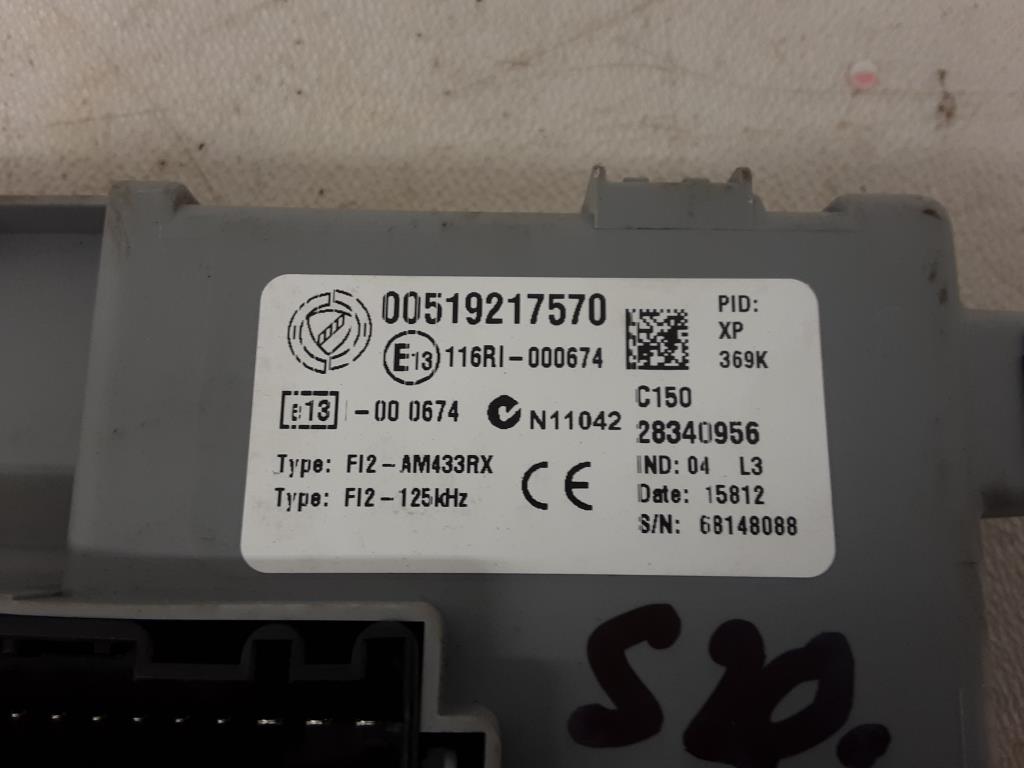 00519217570
E13 116RI-000674
e13 I-00 0674
N11042
Type: FI2-AM433RX
Type: FI2-125kHz
CE
PID:
XP
369K
C150
28340956
IND: 04 L3
Date: 15812
S/N: 68148088
520.